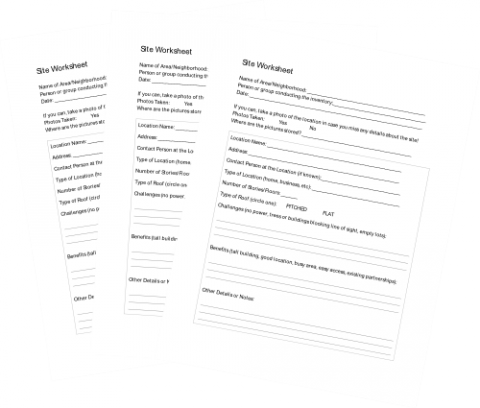 Site Worksheet
Name of Area/Neighborhood:
Person or group conducting
Date:
If you can, take a photo of t
Photos Taken: Yes
Where are the pictures
Location Name:
Address:
Contact Person at the
Type of Location
Number of Stories/
Type of Roof (circle
Challenges (no
Benefits (tall
Other De
Site Worksheet
Name of Area/Neighborhood:
Person or group conducting t
Date:
If you can, take a photo of th
Photos Taken: Yes
Where are the pictures
Location Name:
Address:
Contact Person at the Lo
Type of Location (home,
Number of Stories/Floor
Type of Roof (circle on
Challenges (no power,
Benefits (tall
Other Details or
Site Worksheet
Name of Area/Neighborhood:
Person or group conducting the inventory:
Date:
If you can, take a photo of the location in case you miss any details about the site!
Photos Taken: Yes No
Where are the pictures stored?
Location Name:
Address:
Contact Person at the Location (if known):
Type of Location (home, business, etc):
Number of Stories/Floors:
Type of Roof (circle one): PITCHED FLAT
Challenges (no power, trees or buildings blocking line of sight, empty lots):
Benefits (tall building, good location, busy area, easy access, existing partnerships):
Other Details or Notes: